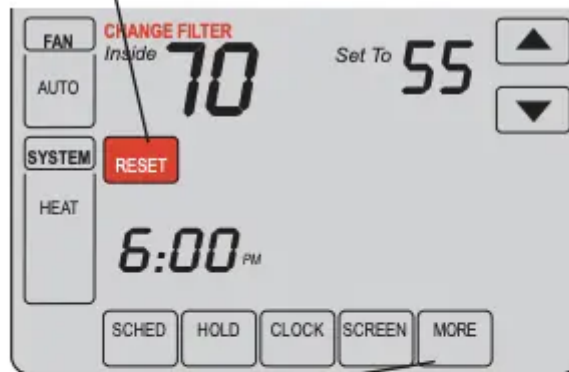 FAN
CHANGE FILTER
Inside 70
Set To 55
AUTO
SYSTEM
RESET
HEAT
6:00 PM
SCHED HOLD CLOCK SCREEN MORE